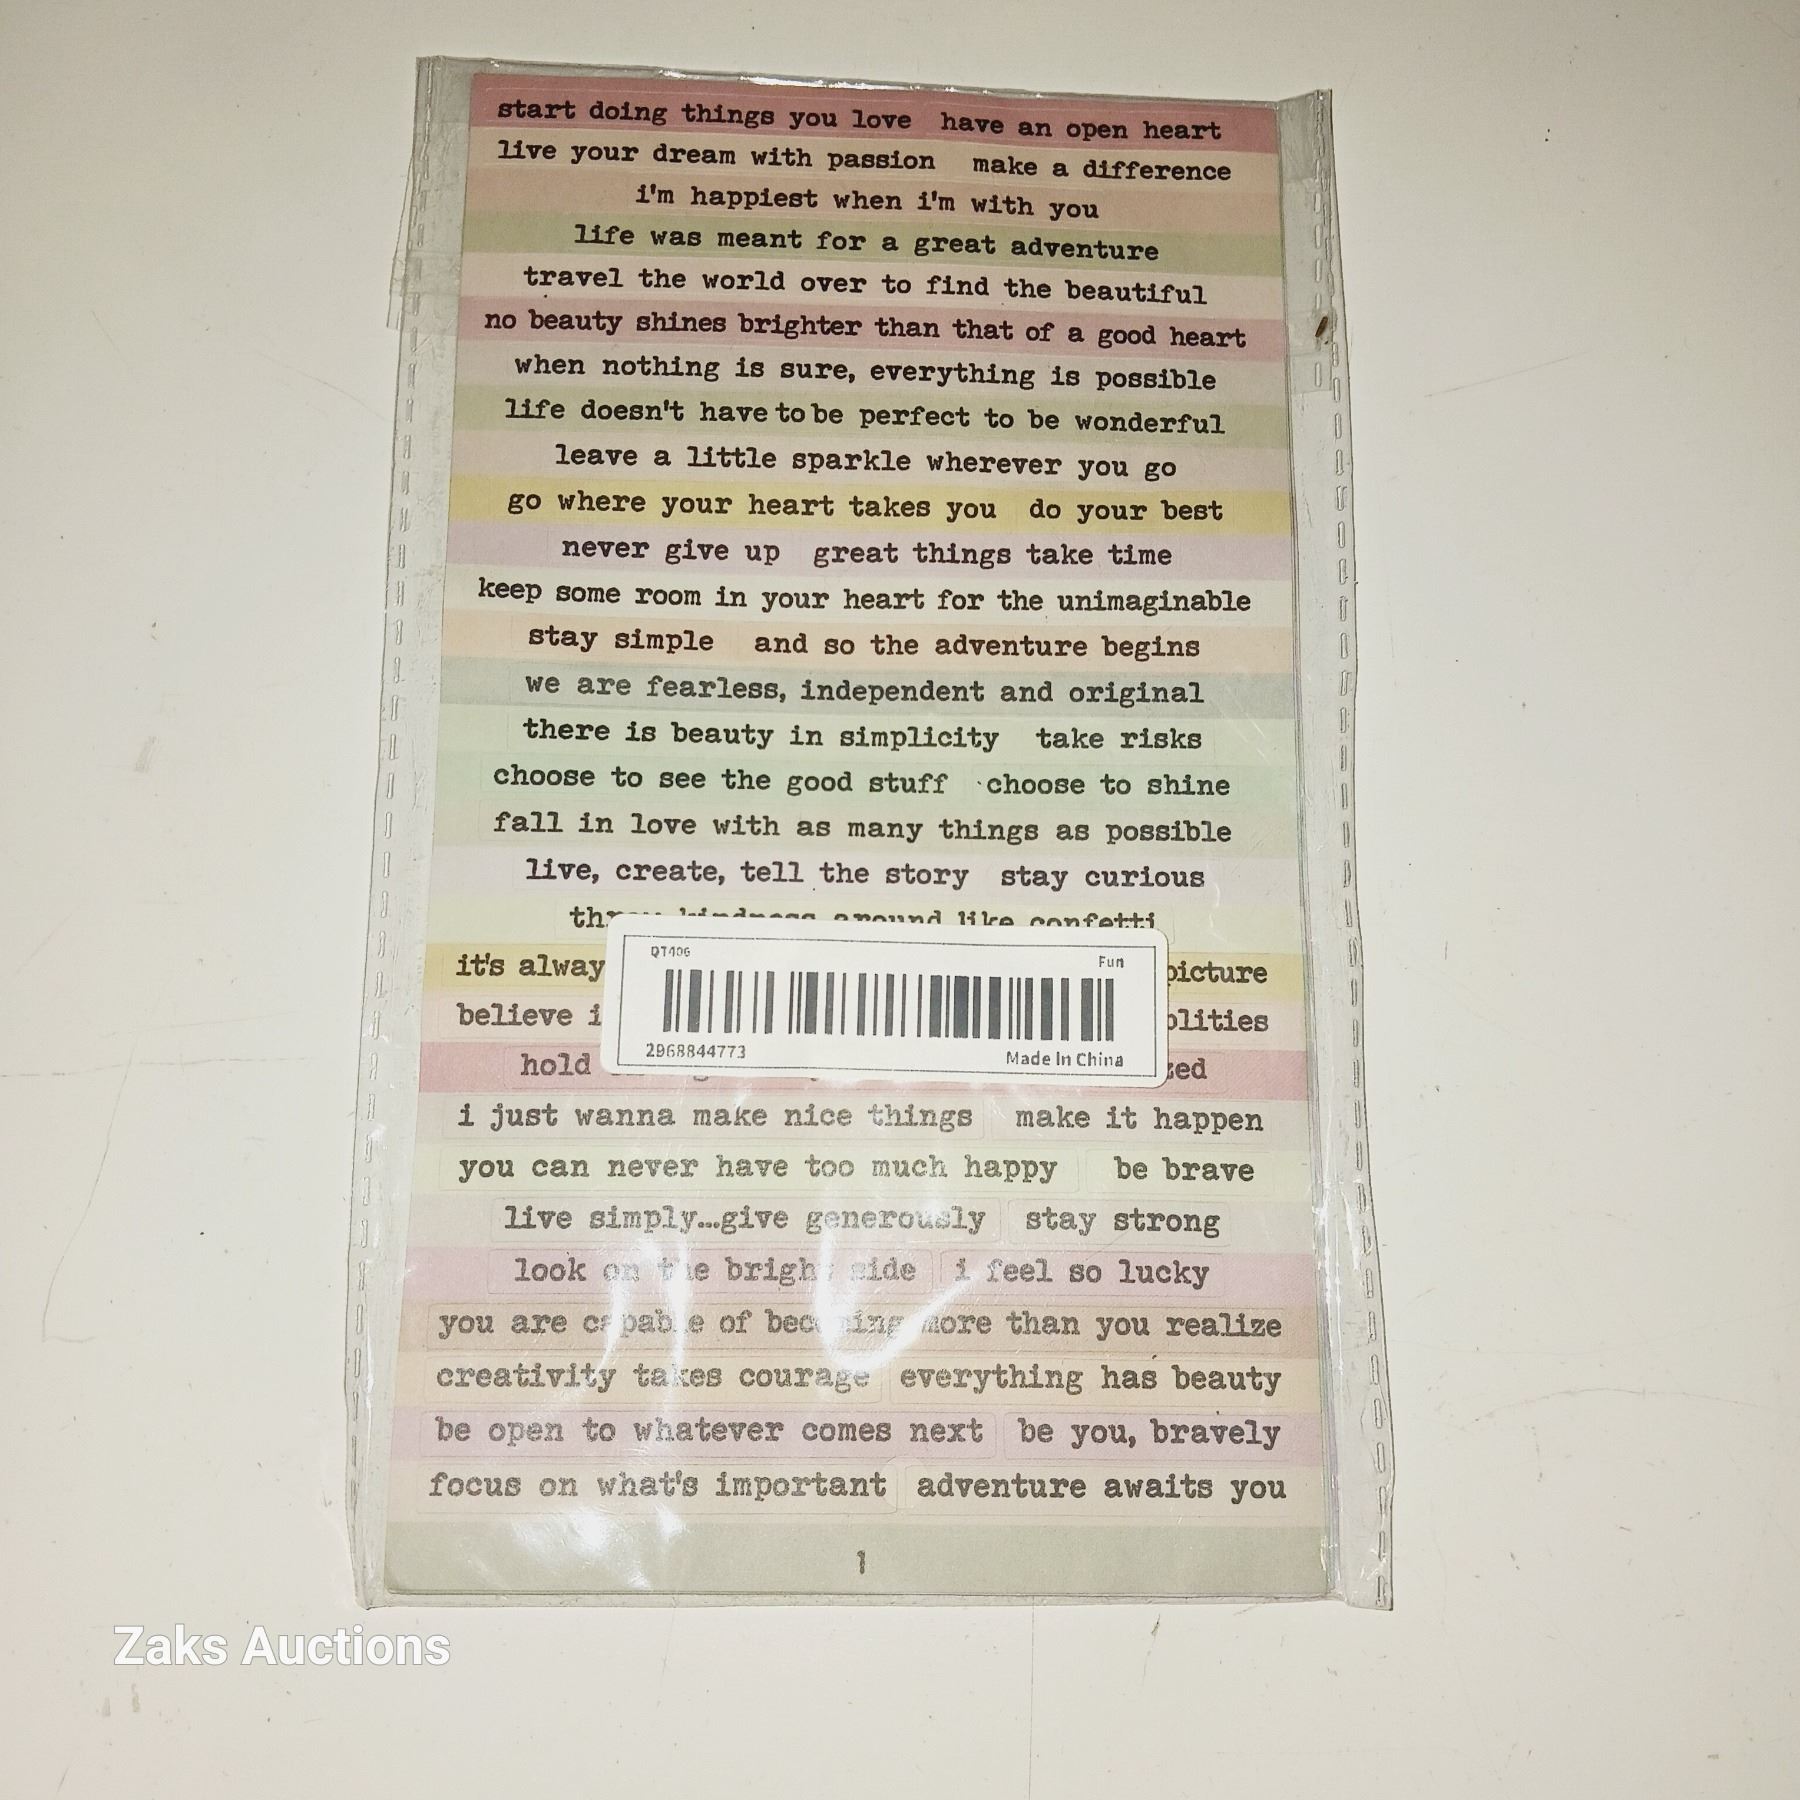 start doing things you love have an open heart
live your dream with passion make a difference
i'm happiest when i'm with you
life was meant for a great adventure
travel the world over to find the beautiful
no beauty shines brighter than that of a good heart
when nothing is sure, everything is possible
life doesn't have to be perfect to be wonderful
leave a little sparkle wherever you go
go where your heart takes you do your best
never give up great things take time
keep some room in your heart for the unimaginable
stay simple and so the adventure begins
we are fearless, independent and original
there is beauty in simplicity take risks
choose to see the good stuff choose to shine
fall in love with as many things as possible
live, create, tell the story stay curious
throw kindness around like confetti
it's picture
QT406 Fun
believe
2968844773 Made In China
hold
i just wanna make nice things make it happen
you can never have too much happy be brave
live simply...give generously stay strong
look on the bright side i feel so lucky
you are capable of becoming more than you realize
creativity takes courage everything has beauty
be open to whatever comes next be you, bravely
focus on what's important adventure awaits you
1
Zaks Auctions